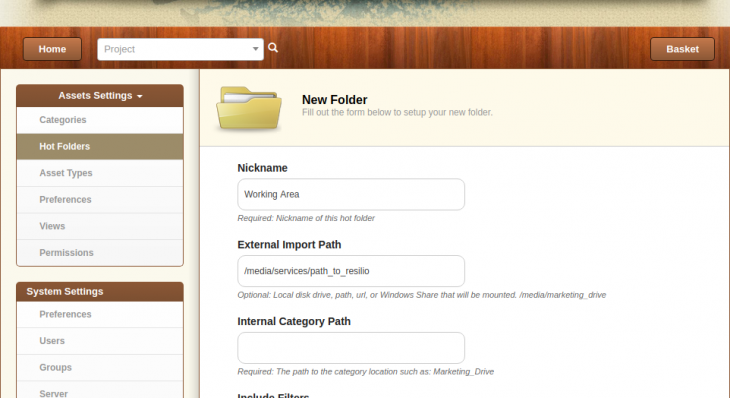 Home
Project
Basket
Assets Settings
Categories
Hot Folders
Asset Types
Preferences
Views
Permissions
System Settings
Preferences
Users
Groups
Server
New Folder
Fill out the form below to setup your new folder.
Nickname
Working Area
Required: Nickname of this hot folder
External Import Path
/media/services/path_to_resilio
Optional: Local disk drive, path, url, or Windows Share that will be mounted. /media/marketing_drive
Internal Category Path
Required: The path to the category location such as: Marketing_Drive
Include Filters